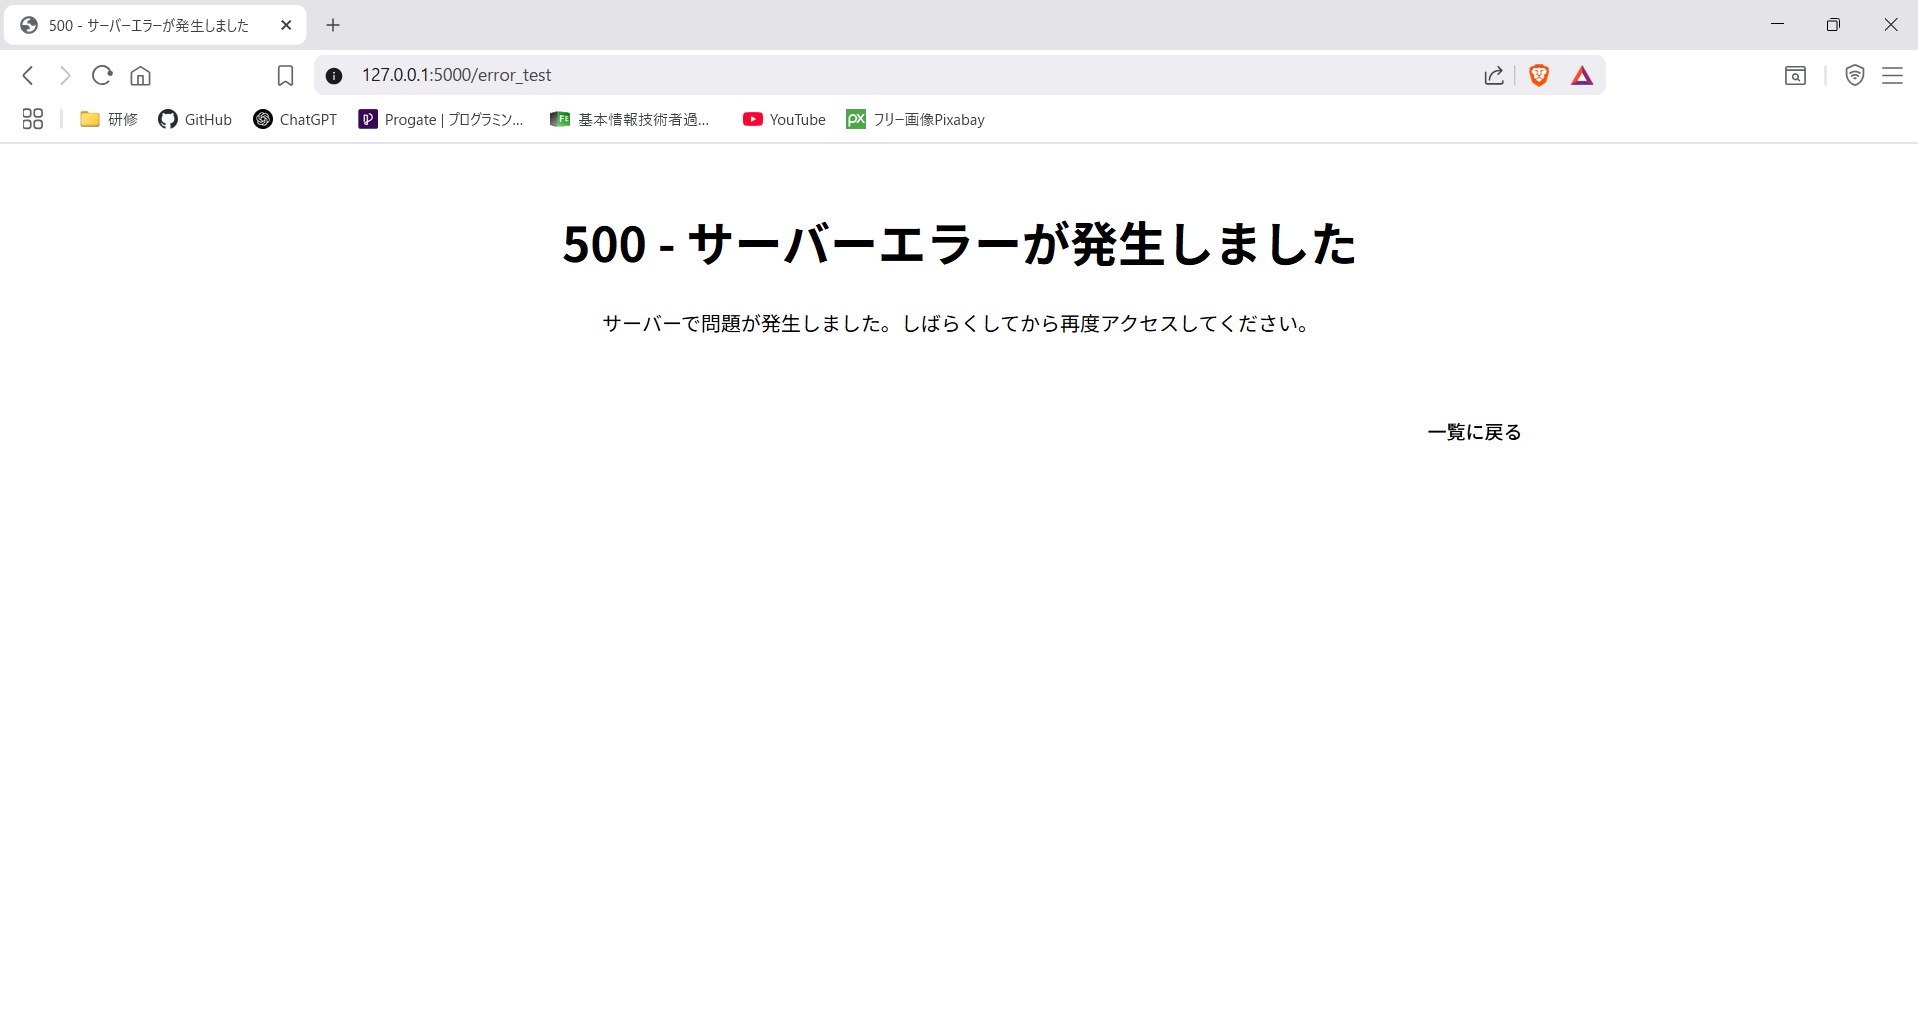 500 - サーバーエラーが発生しました
127.0.0.1:5000/error_test
研修 GitHub ChatGPT Progate | プログラミン... 基本情報技術者過... YouTube フリー画像Pixabay
500 - サーバーエラーが発生しました
サーバーで問題が発生しました。しばらくしてから再度アクセスしてください。
一覧に戻る